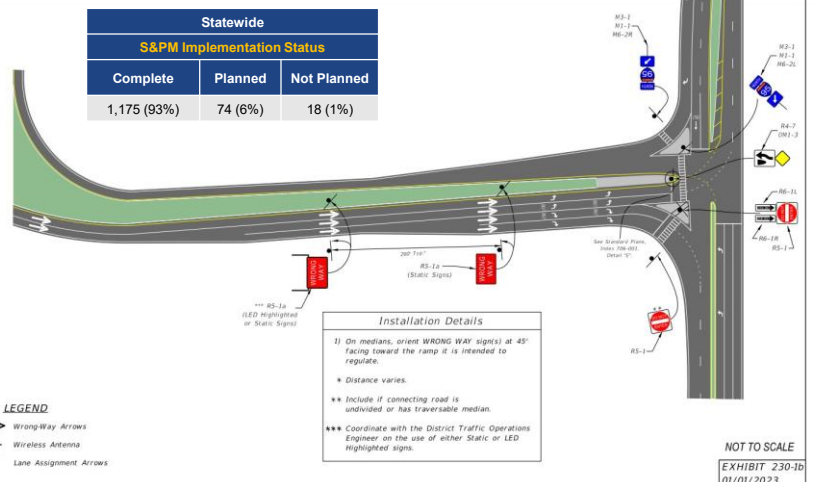 Statewide
S&PM Implementation Status
Complete Planned Not Planned
1,175 (93%) 74 (6%) 18 (1%)
M3-1
M1-1
M6-2R
M3-1
M1-1
M6-2L
95
95
R4-7
OM1-3
R6-1L
R6-1R
R5-1
See Standard Plans,
Index 706-001,
Detail "E".
200' Typ*
WRONG
WAY
R5-1a
(Static Signs)
WRONG
WAY
*** R5-1a
(LED Highlighted
or Static Signs)
**
R5-1
Installation Details
1) On medians, orient WRONG WAY sign(s) at 45°
facing toward the ramp it is intended to
regulate.
* Distance varies.
** Include if connecting road is
undivided or has traversable median.
*** Coordinate with the District Traffic Operations
Engineer on the use of either Static or LED
Highlighted signs.
LEGEND
Wrong-Way Arrows
Wireless Antenna
Lane Assignment Arrows
NOT TO SCALE
EXHIBIT 230-1b
01/01/2023